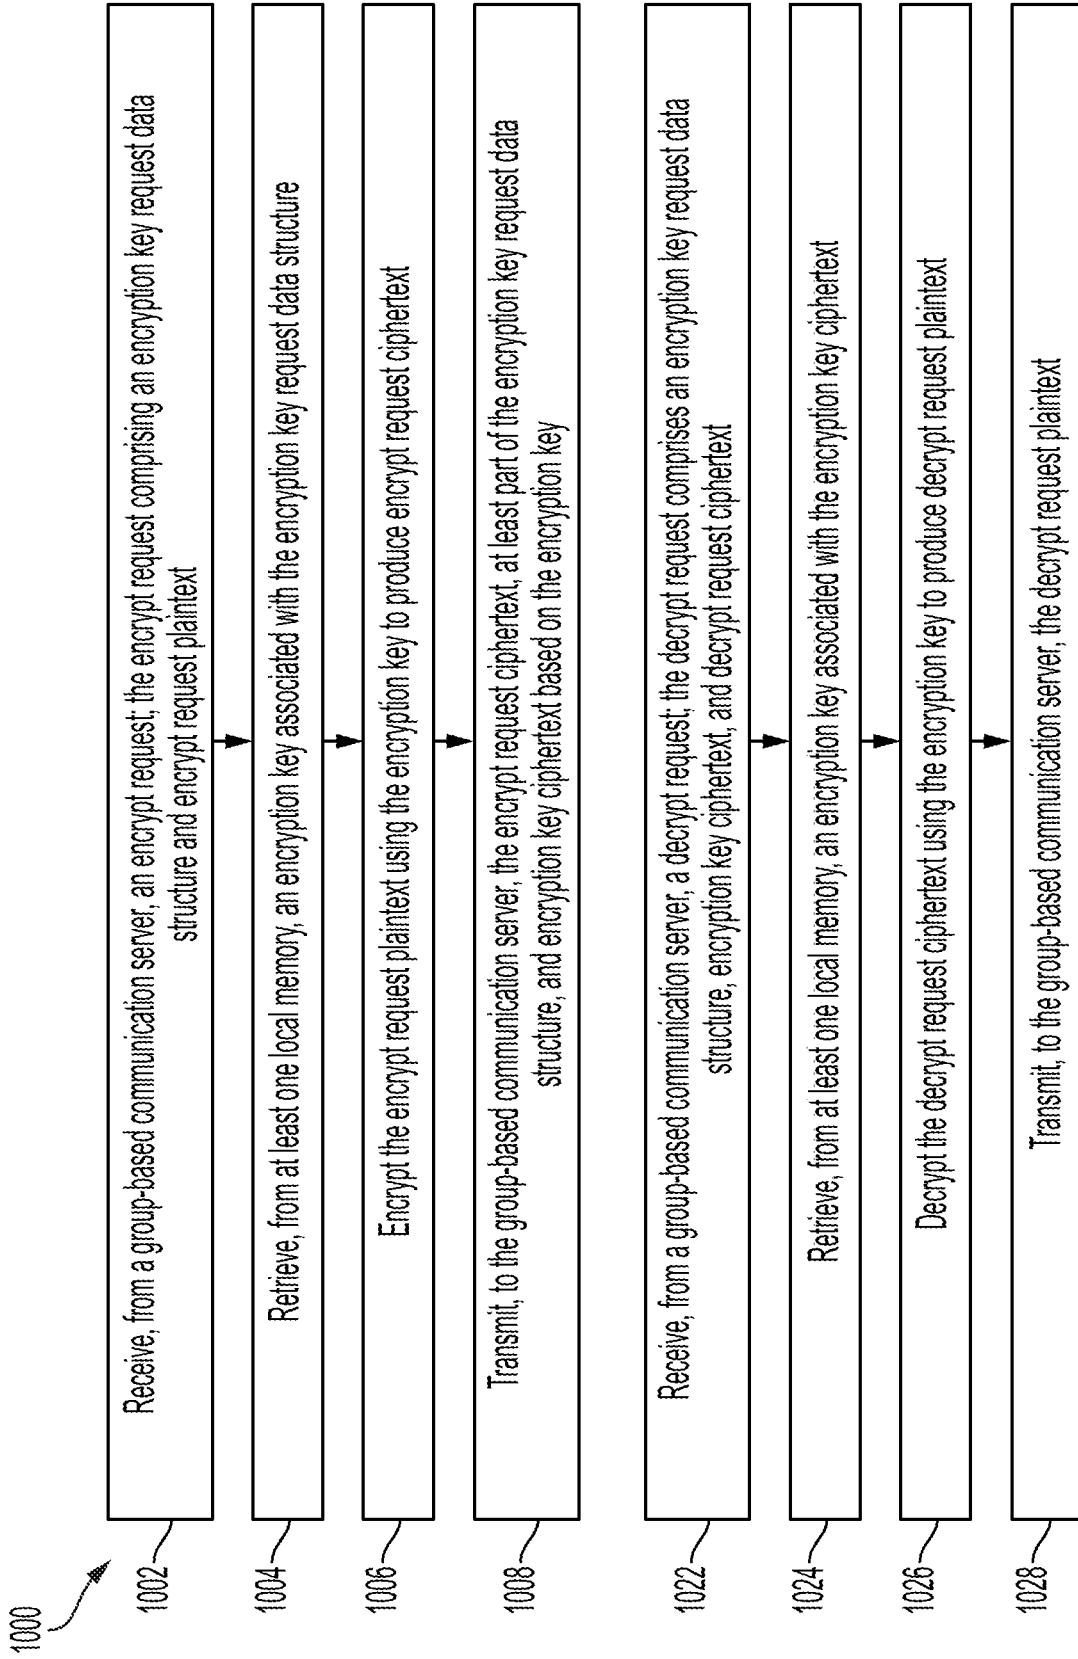 1000
1002
Receive, from a group-based communication server, an encrypt request; the encrypt request comprising an encryption key request data
structure and encrypt request plaintext
1004
Retrieve, from at least one local memory, an encryption key associated with the encryption key request data structure
1006
Encrypt the encrypt request plaintext using the encryption key to produce encrypt request ciphertext
1008
Transmit, to the group-based communication server, the encrypt request ciphertext, at least part of the encryption key request data
structure, and encryption key ciphertext based on the encryption key
1022
Receive, from a group-based communication server, a decrypt request; the decrypt request comprises an encryption key request data
structure, encryption key ciphertext, and decrypt request ciphertext
1024
Retrieve, from at least one local memory, an encryption key associated with the encryption key ciphertext
1026
Decrypt the decrypt request ciphertext using the encryption key to produce decrypt request plaintext
1028
Transmit, to the group-based communication server, the decrypt request plaintext